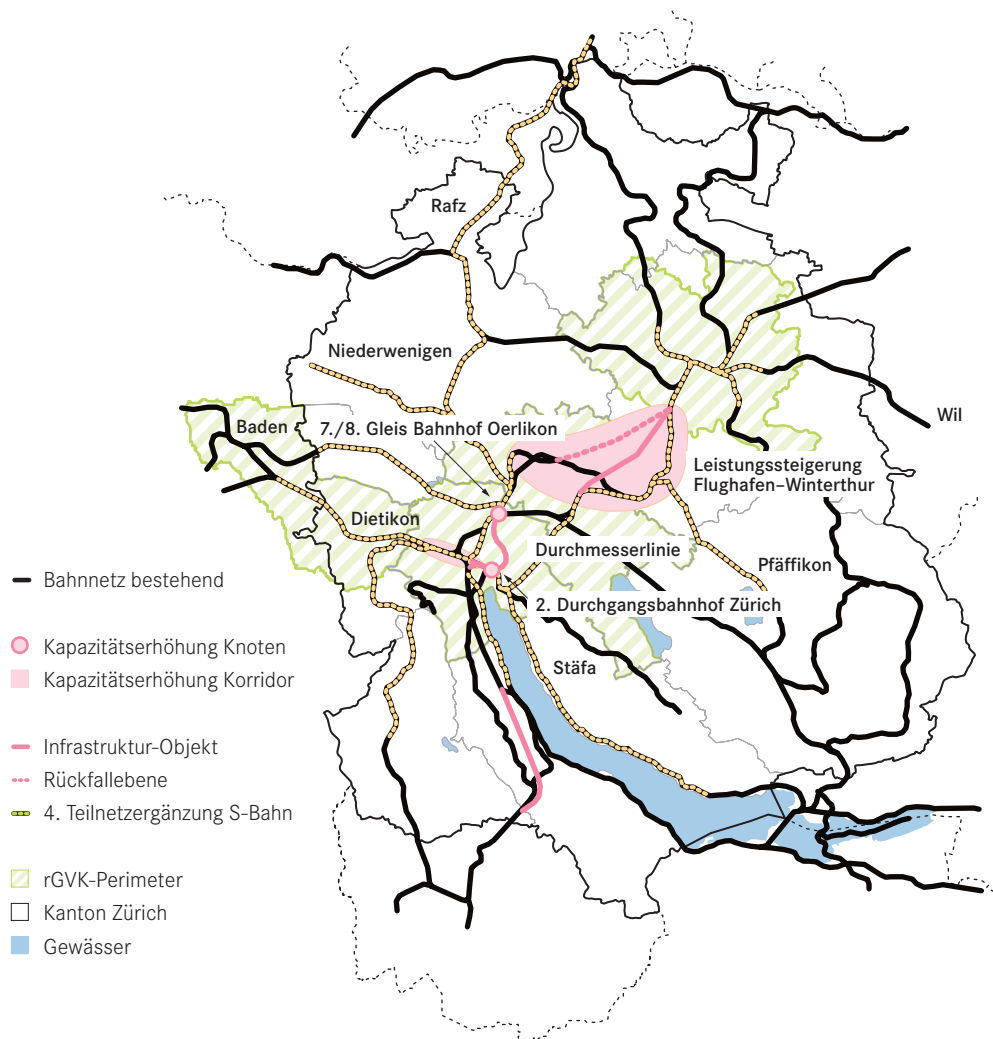 Rafz
Niederwenigen
Baden
7./8. Gleis Bahnhof Oerlikon
Wil
Leistungssteigerung
Flughafen–Winterthur
Dietikon
Durchmesserlinie
Pfäffikon
2. Durchgangsbahnhof Zürich
Stäfa
Bahnnetz bestehend
Kapazitätserhöhung Knoten
Kapazitätserhöhung Korridor
Infrastruktur-Objekt
Rückfallebene
4. Teilnetzergänzung S-Bahn
rGVK-Perimeter
Kanton Zürich
Gewässer